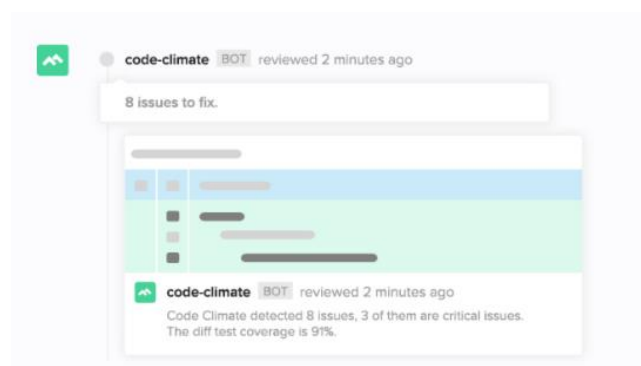 code-climate BOT reviewed 2 minutes ago
8 issues to fix.
code-climate BOT reviewed 2 minutes ago
Code Climate detected 8 issues, 3 of them are critical issues.
The diff test coverage is 91%.